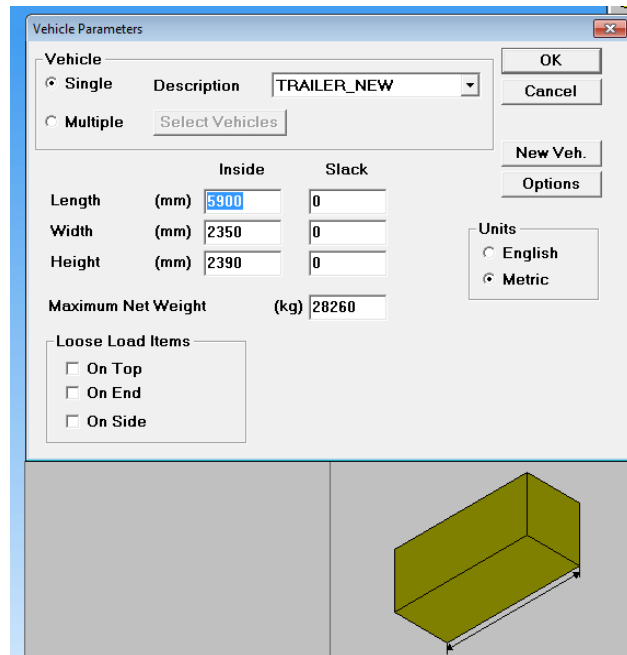 Vehicle Parameters
Vehicle
Single Description TRAILER_NEW
Multiple Select Vehicles
OK
Cancel
New Veh.
Options
Inside Slack
Length (mm) 5900 0
Width (mm) 2350 0
Height (mm) 2390 0
Units
English
Metric
Maximum Net Weight (kg) 28260
Loose Load Items
On Top
On End
On Side